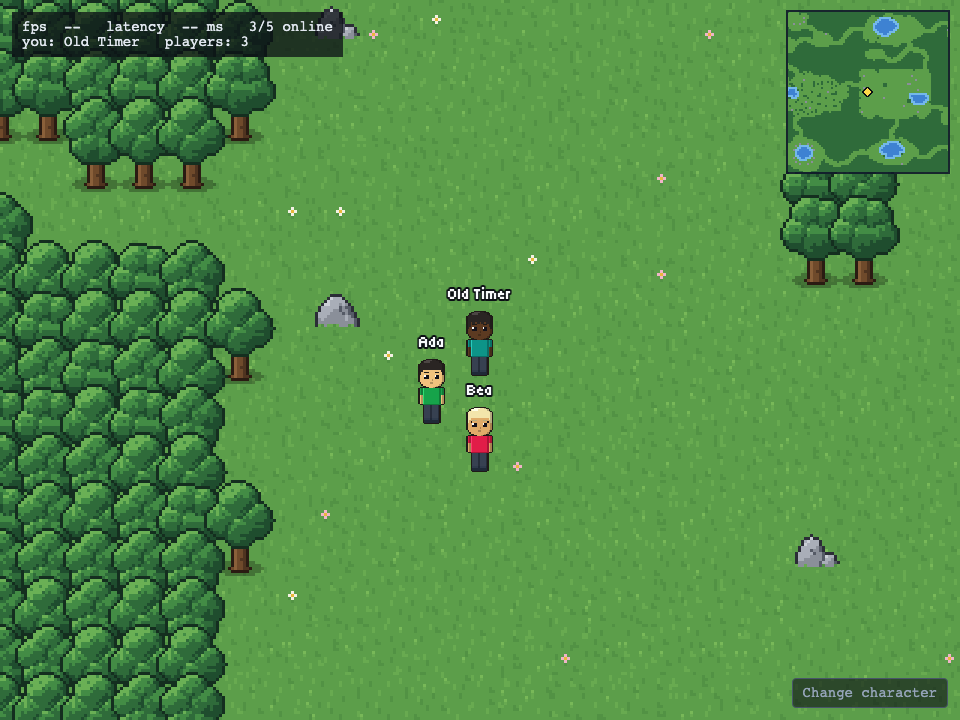 fps -- latency -- ms 3/5 online
you: Old Timer players: 3
Old Timer
Ada
Bea
Change character